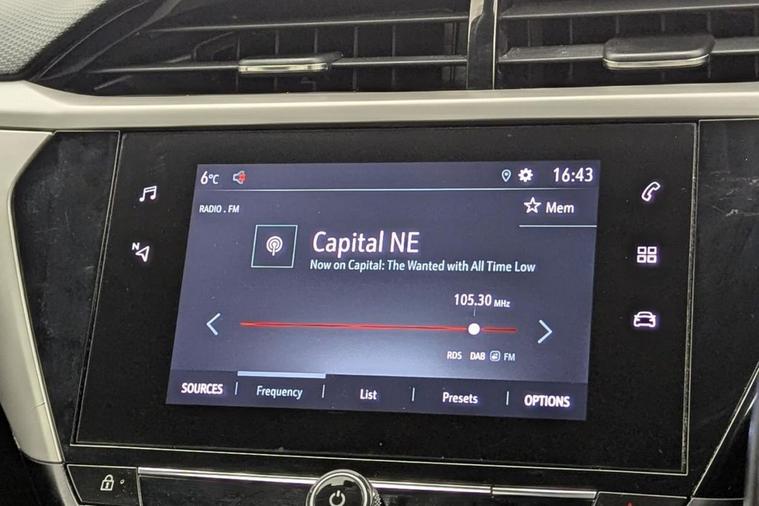 6°C 16:43
RADIO . FM
Mem
Capital NE
Now on Capital: The Wanted with All Time Low
105.30 MHz
RDS DAB FM
SOURCES Frequency List Presets OPTIONS
N